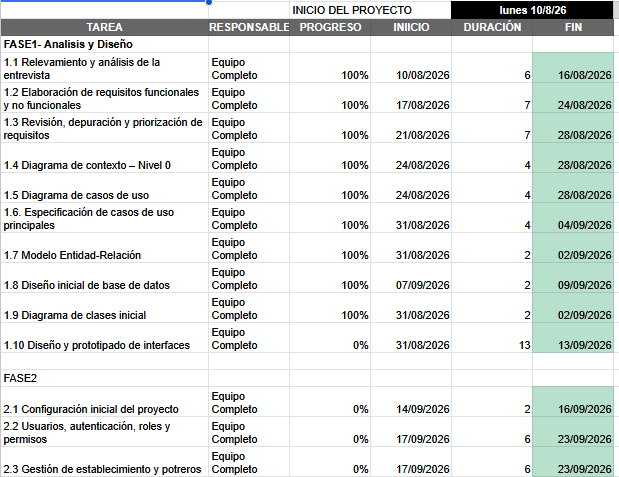 INICIO DEL PROYECTO lunes 10/8/26
TAREA RESPONSABLE PROGRESO INIICIO DURACIÓN FIN
FASE1- Analisis y Diseño
1.1 Relevamiento y análisis de la entrevista Equipo Completo 100% 10/08/2026 6 16/08/2026
1.2 Elaboración de requisitos funcionales y no funcionales Equipo Completo 100% 17/08/2026 7 24/08/2026
1.3 Revisión, depuración y priorización de requisitos Equipo Completo 100% 21/08/2026 7 28/08/2026
1.4 Diagrama de contexto – Nivel 0 Equipo Completo 100% 24/08/2026 4 28/08/2026
1.5 Diagrama de casos de uso Equipo Completo 100% 24/08/2026 4 28/08/2026
1.6. Especificación de casos de uso principales Equipo Completo 100% 31/08/2026 4 04/09/2026
1.7 Modelo Entidad-Relación Equipo Completo 100% 31/08/2026 2 02/09/2026
1.8 Diseño inicial de base de datos Equipo Completo 100% 07/09/2026 2 09/09/2026
1.9 Diagrama de clases inicial Equipo Completo 100% 31/08/2026 2 02/09/2026
1.10 Diseño y prototipado de interfaces Equipo Completo 0% 31/08/2026 13 13/09/2026
FASE2
2.1 Configuración inicial del proyecto Equipo Completo 0% 14/09/2026 2 16/09/2026
2.2 Usuarios, autenticación, roles y permisos Equipo Completo 0% 17/09/2026 6 23/09/2026
2.3 Gestión de establecimiento y potreros Equipo Completo 0% 17/09/2026 6 23/09/2026